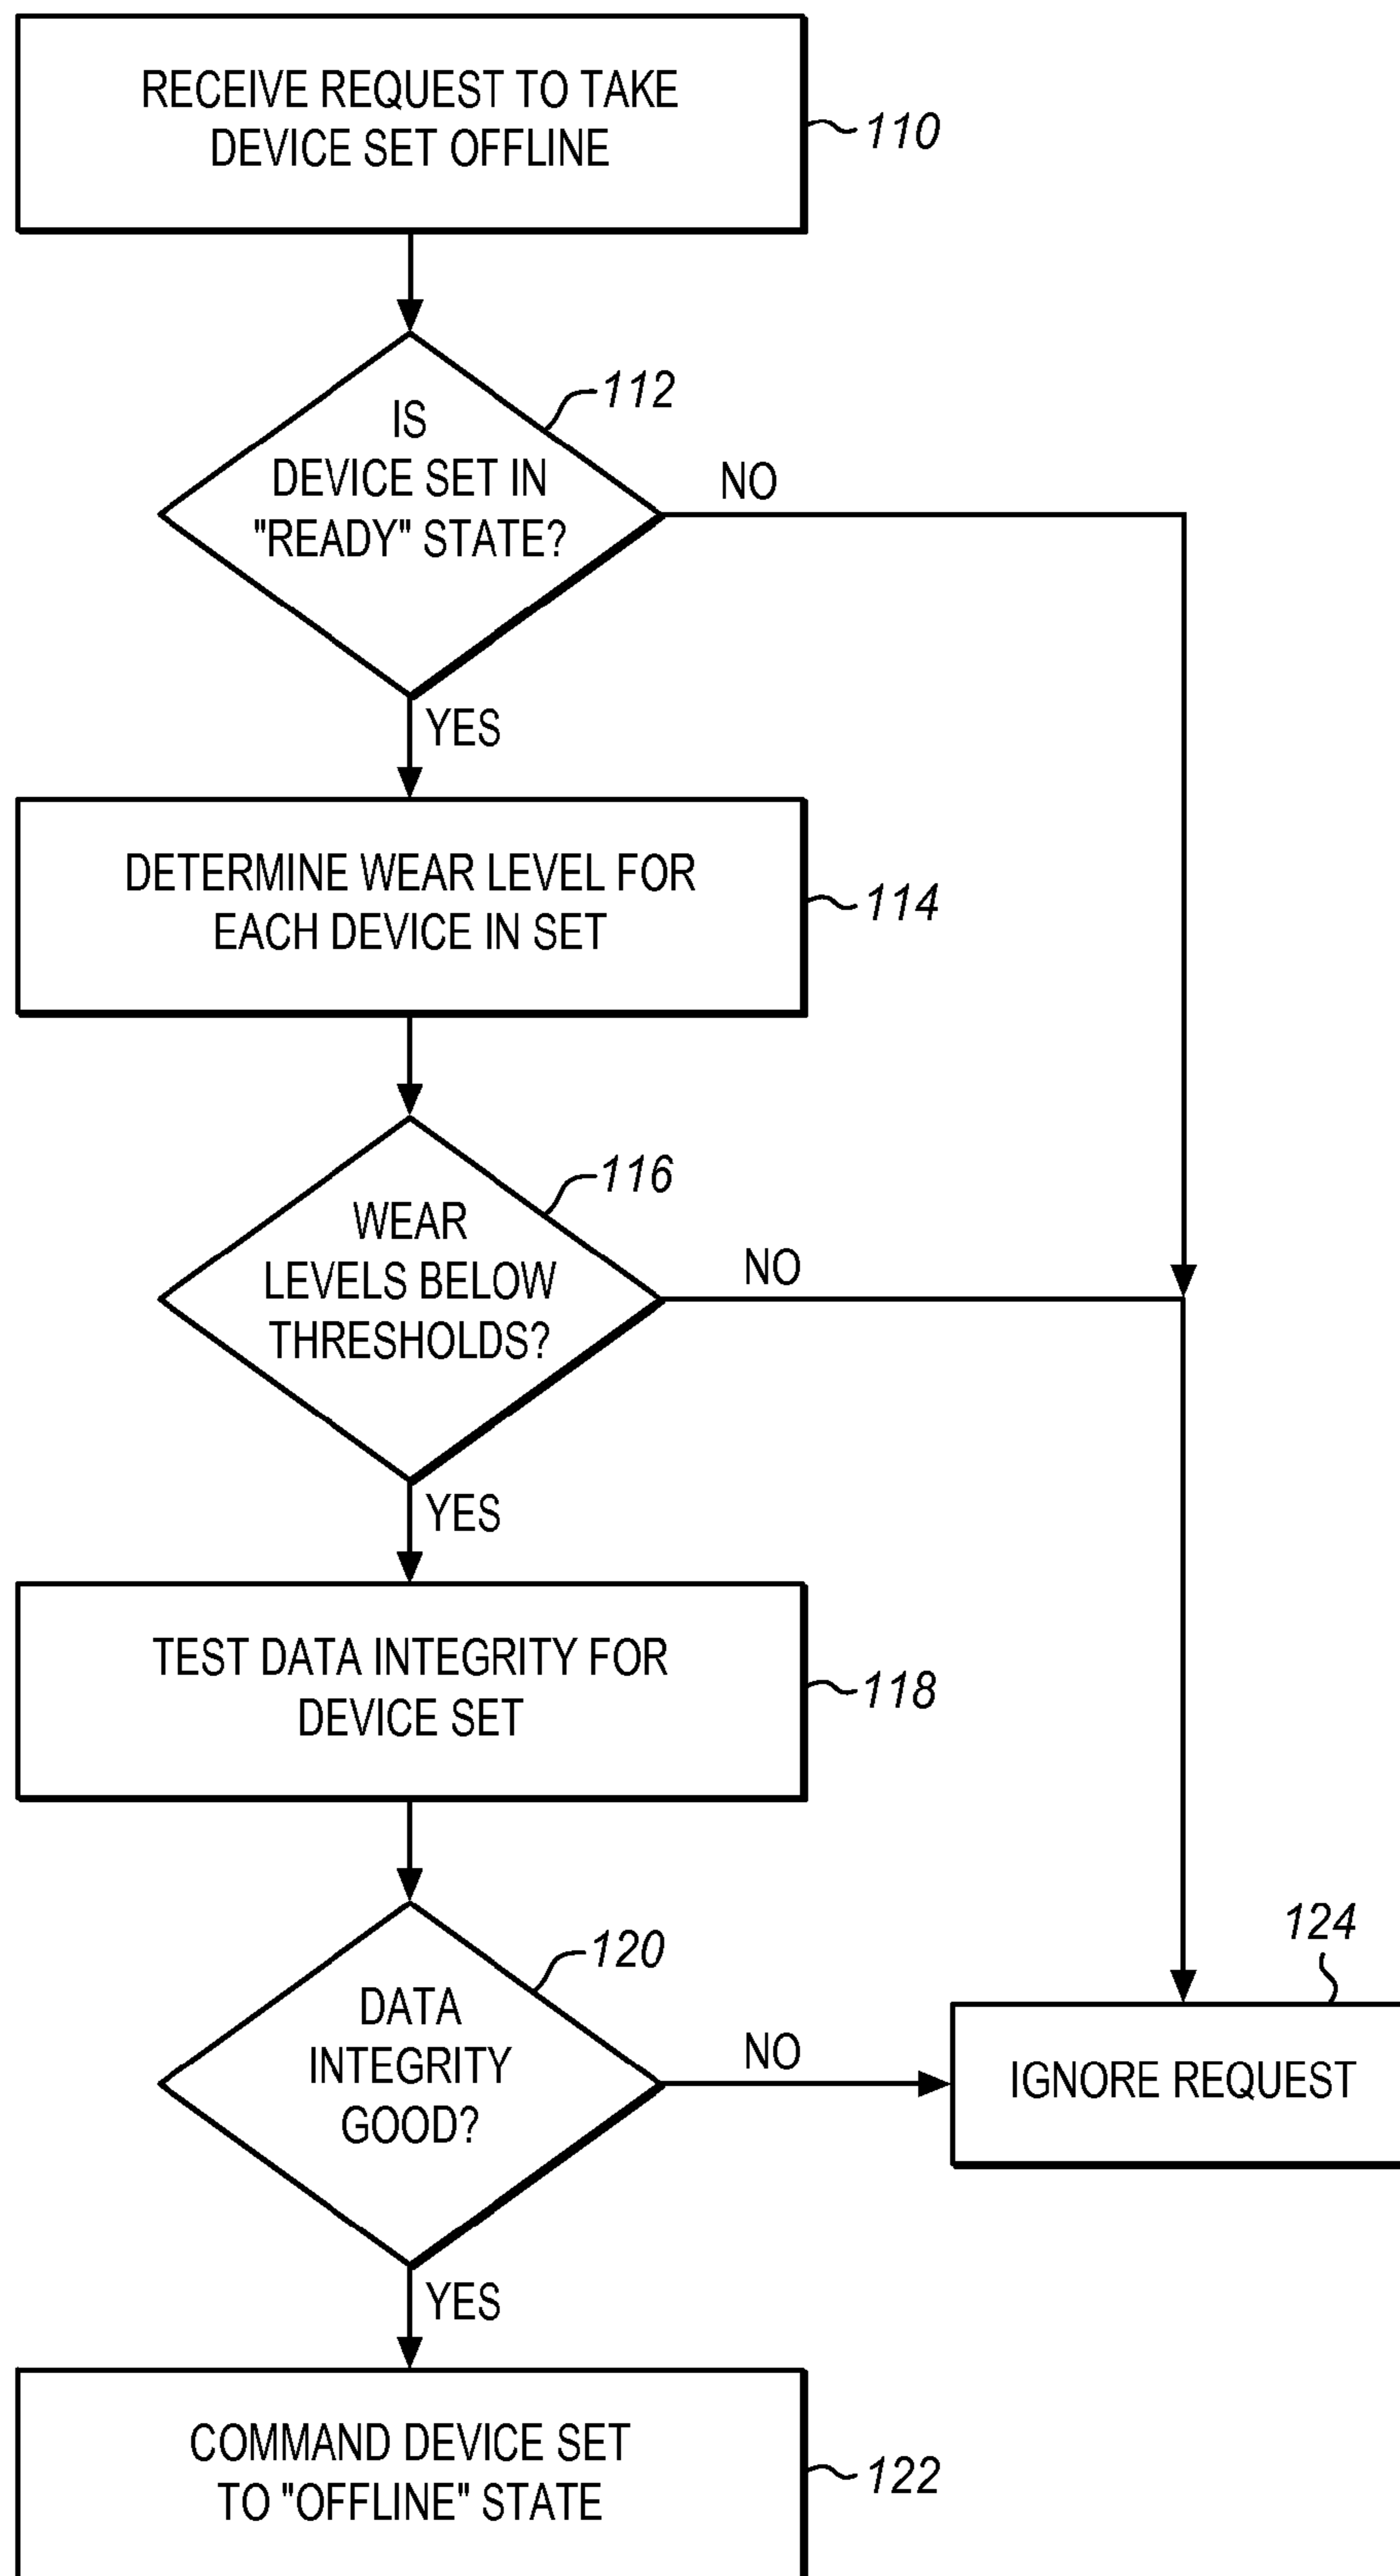 RECEIVE REQUEST TO TAKE
DEVICE SET OFFLINE
110
IS
DEVICE SET IN
"READY" STATE?
112
NO
YES
DETERMINE WEAR LEVEL FOR
EACH DEVICE IN SET
114
WEAR
LEVELS BELOW
THRESHOLDS?
116
NO
YES
TEST DATA INTEGRITY FOR
DEVICE SET
118
DATA
INTEGRITY
GOOD?
120
NO
124
IGNORE REQUEST
YES
COMMAND DEVICE SET
TO "OFFLINE" STATE
122